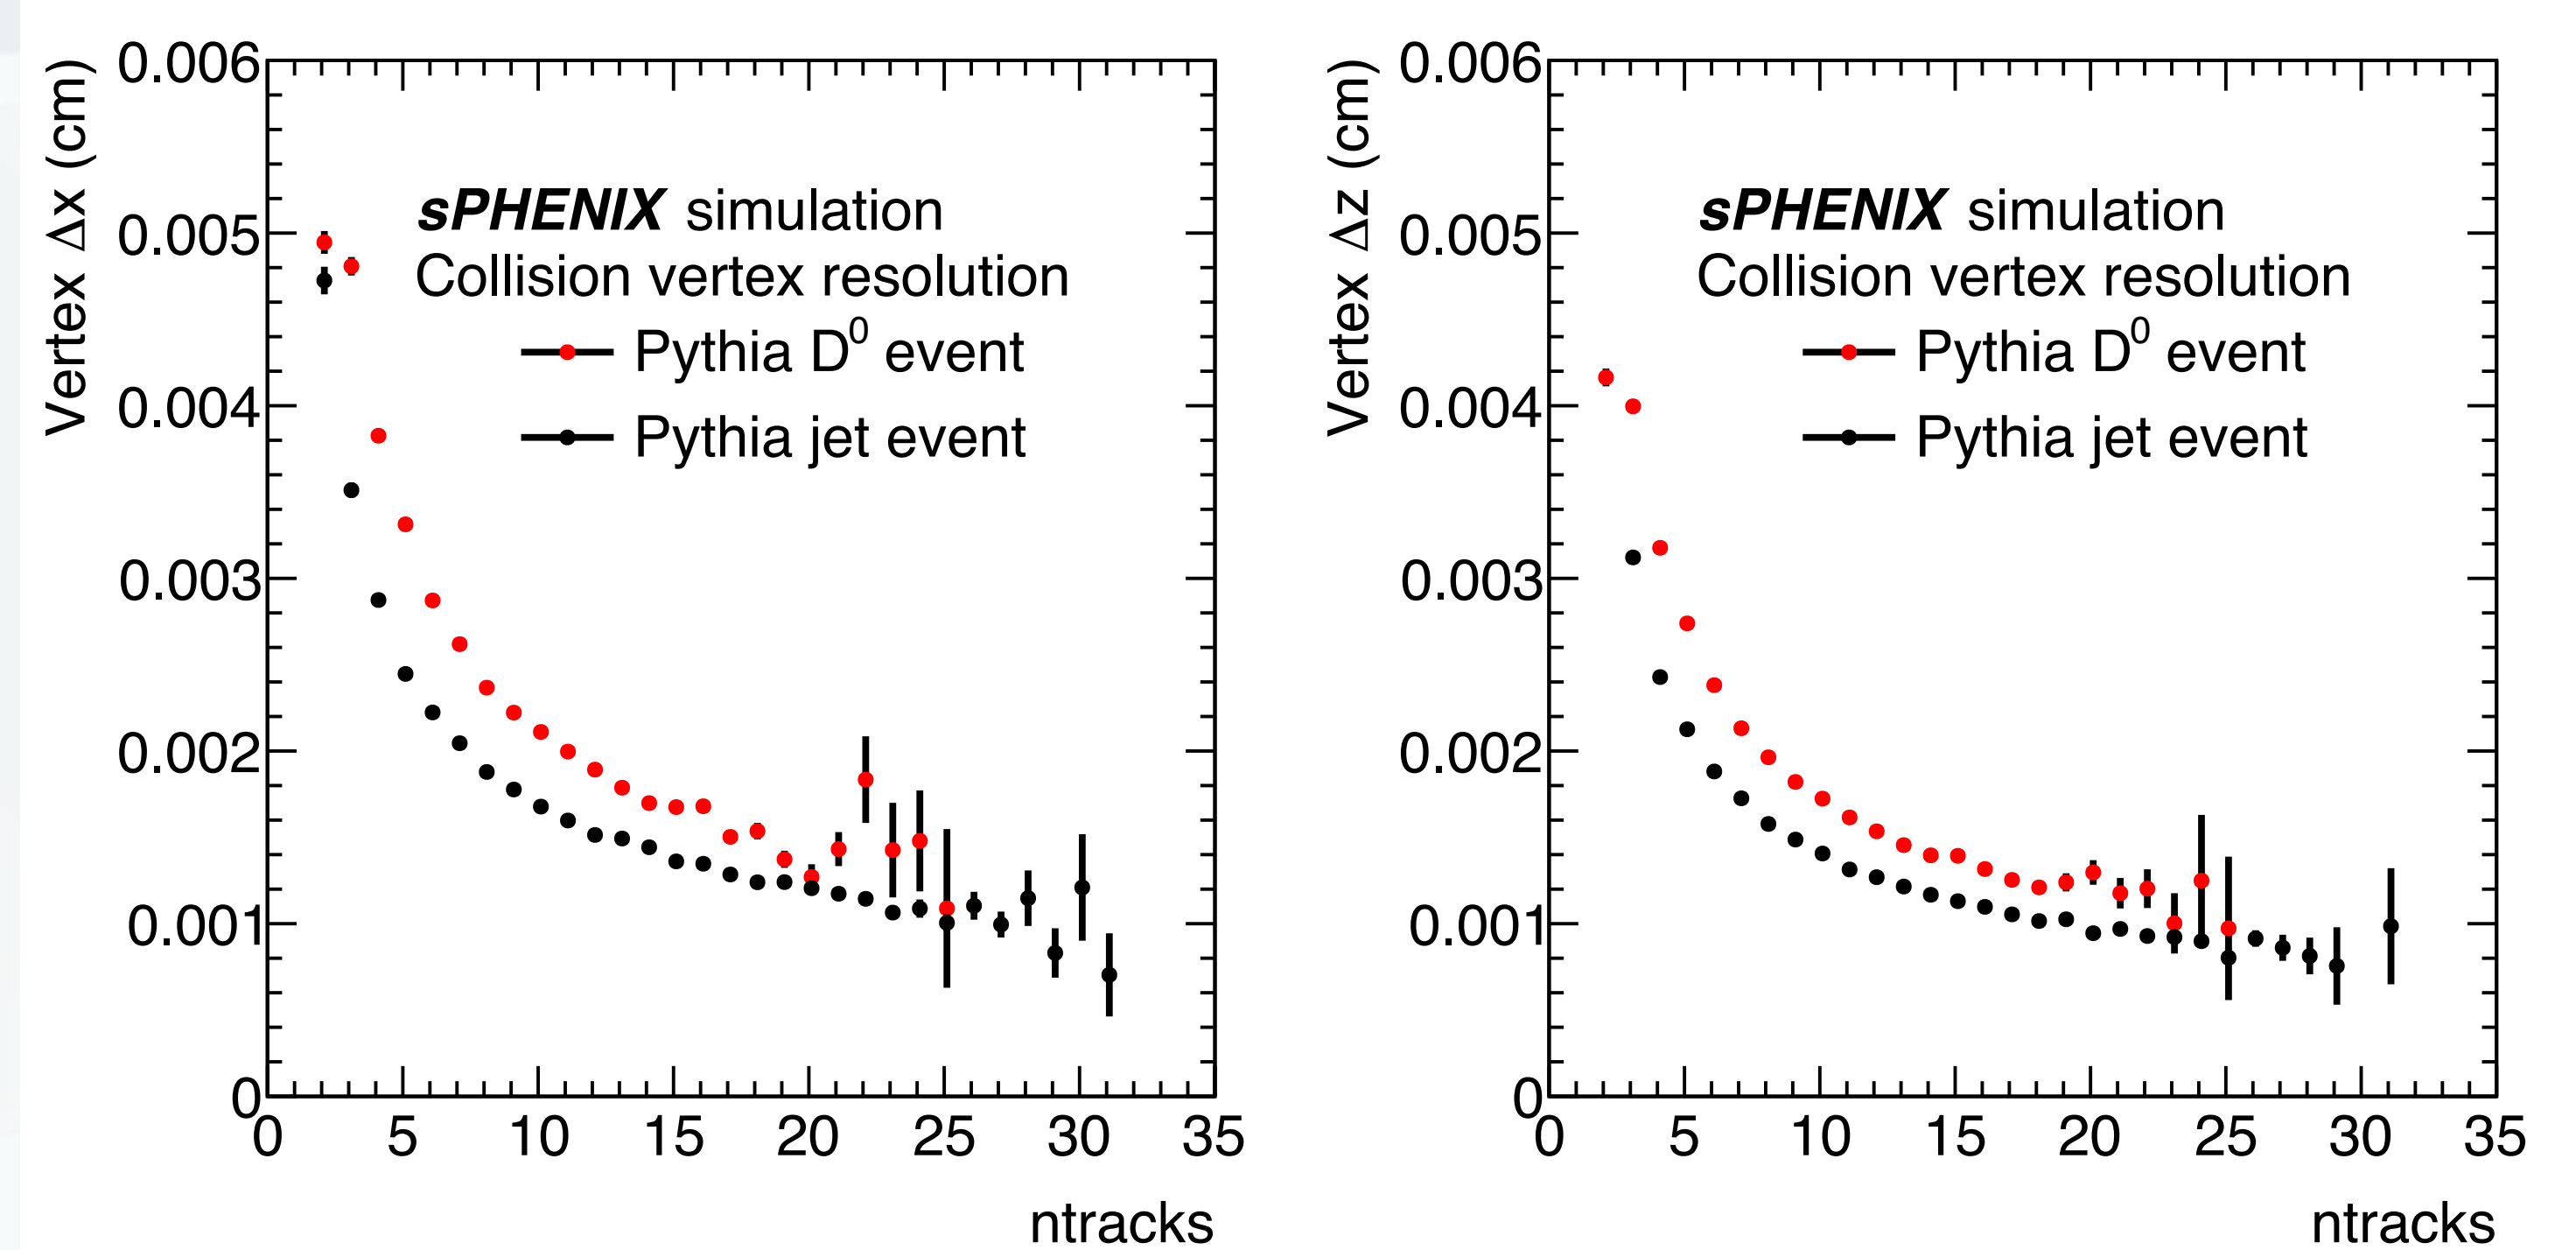 Vertex Δx (cm)
0.006
0.005
0.004
0.003
0.002
0.001
0
sPHENIX simulation
Collision vertex resolution
Pythia D⁰ event
Pythia jet event
0 5 10 15 20 25 30 35
ntracks
Vertex Δz (cm)
0.006
0.005
0.004
0.003
0.002
0.001
0
sPHENIX simulation
Collision vertex resolution
Pythia D⁰ event
Pythia jet event
0 5 10 15 20 25 30 35
ntracks